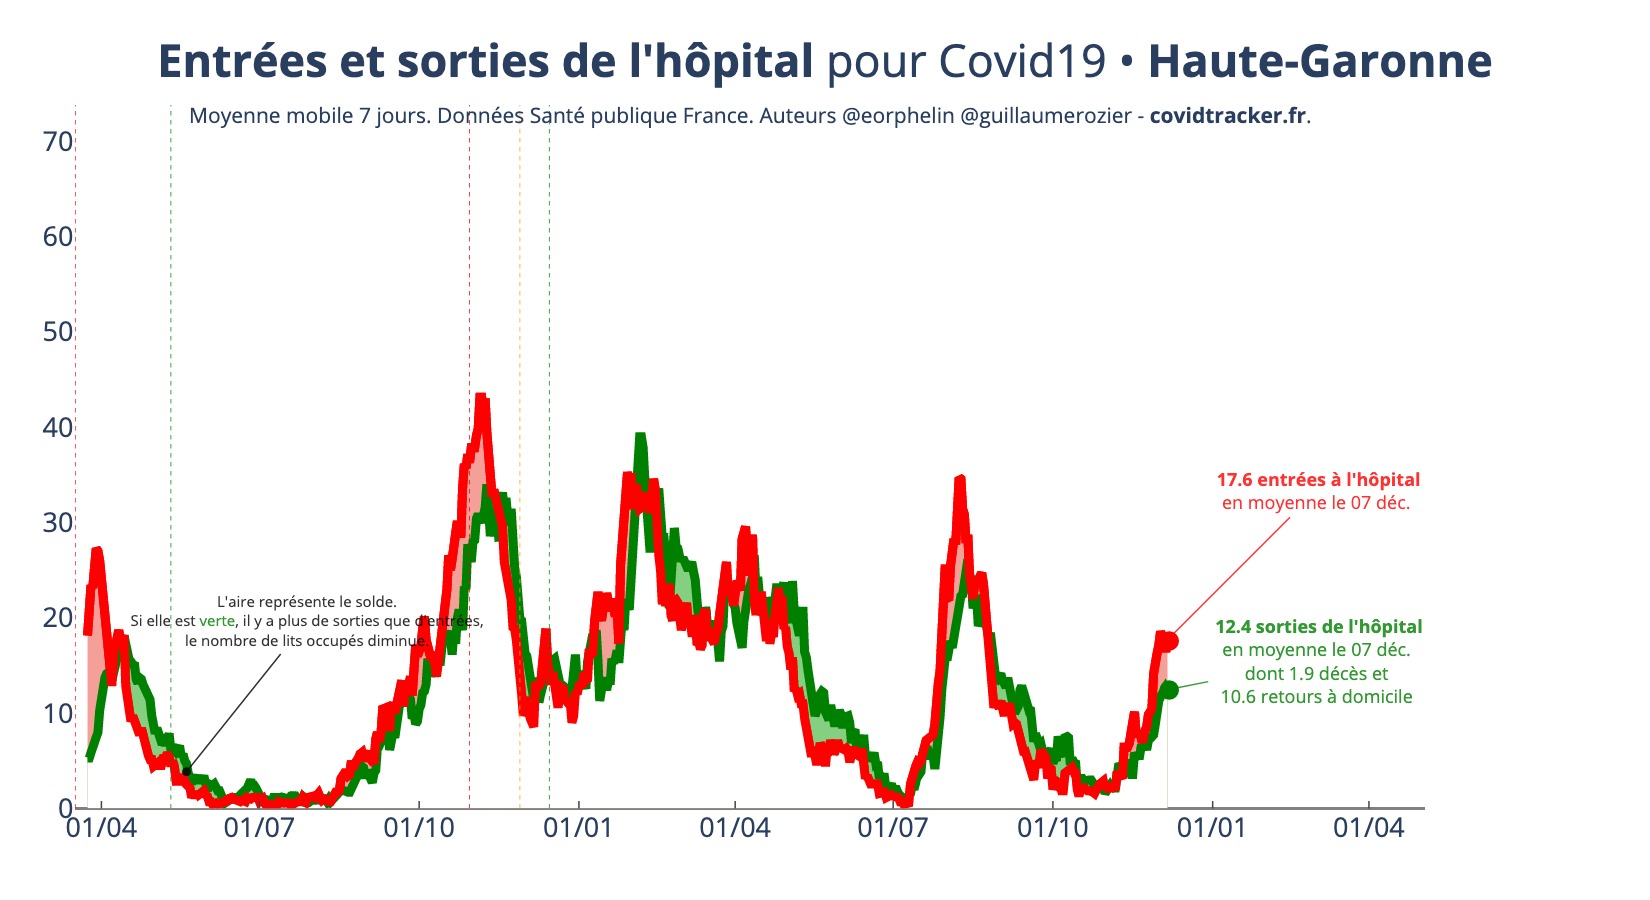 Entrées et sorties de l'hôpital pour Covid19 • Haute-Garonne
Moyenne mobile 7 jours. Données Santé publique France. Auteurs @eorphelin @guillaumerozier - covidtracker.fr.
70
60
50
40
30
20
10
0
17.6 entrées à l'hôpital
en moyenne le 07 déc.
L'aire représente le solde.
Si elle est verte, il y a plus de sorties que d'entrées,
le nombre de lits occupés diminue.
12.4 sorties de l'hôpital
en moyenne le 07 déc.
dont 1.9 décès et
10.6 retours à domicile
01/04 01/07 01/10 01/01 01/04 01/07 01/10 01/01 01/04